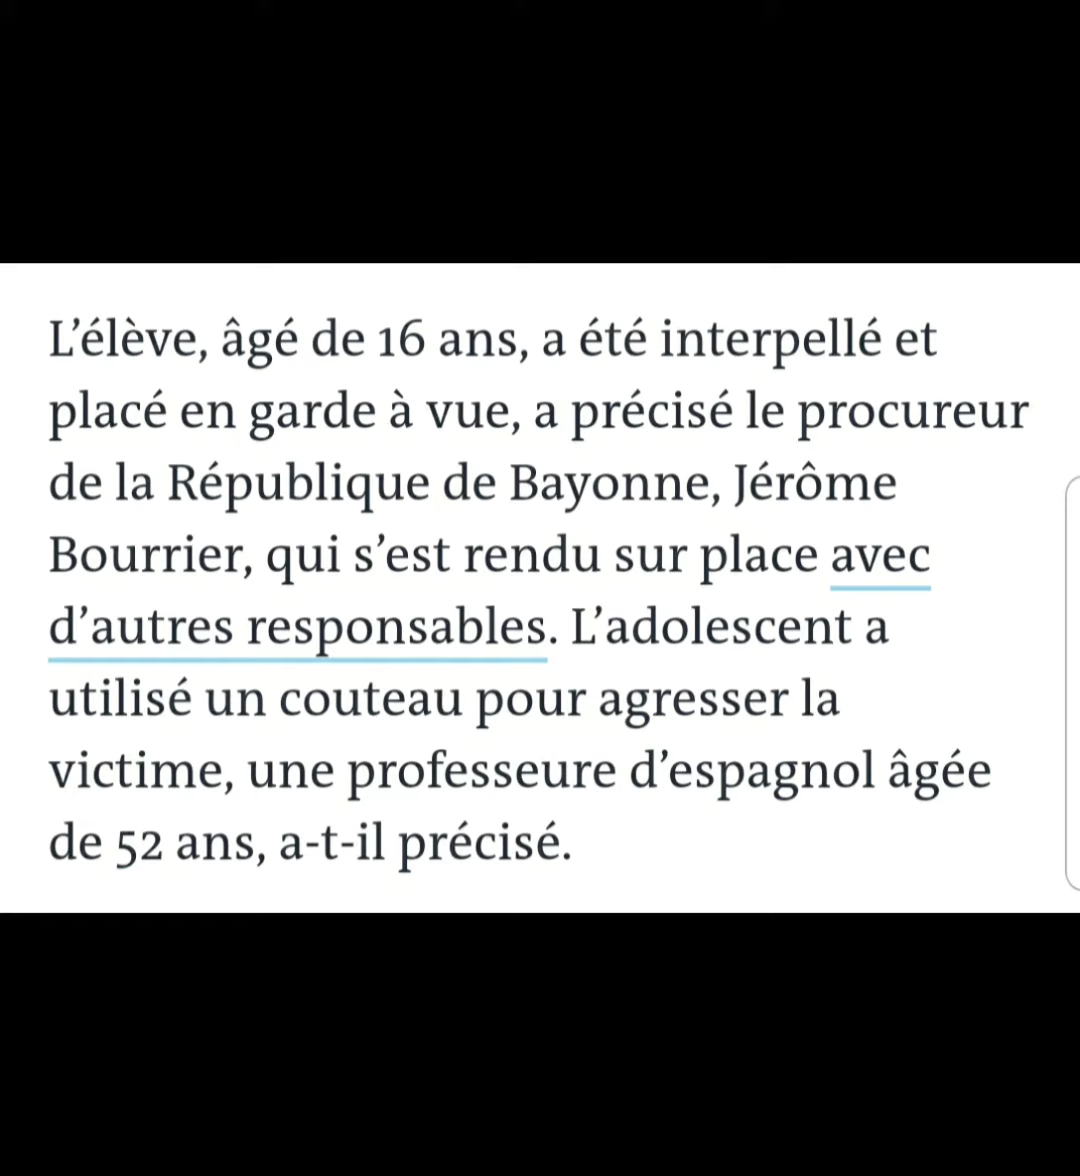 L’élève, âgé de 16 ans, a été interpellé et
placé en garde à vue, a précisé le procureur
de la République de Bayonne, Jérôme
Bourrier, qui s’est rendu sur place avec
d’autres responsables. L’adolescent a
utilisé un couteau pour agresser la
victime, une professeure d’espagnol âgée
de 52 ans, a-t-il précisé.